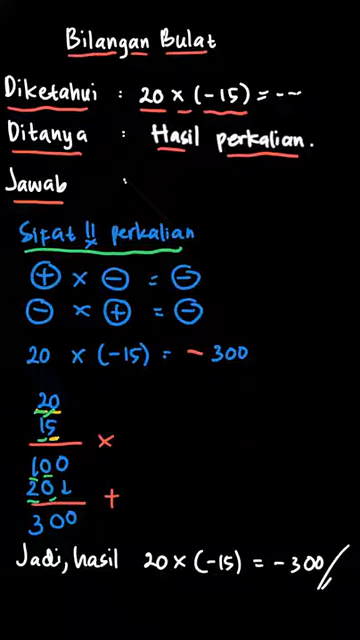 Bilangan Bulat
Diketahui : 20 × (-15) = ---
Ditanya : Hasil perkalian.
Jawab :
Sifat!! perkalian
+ × - = -
- × + = -
20 × (-15) = - 300
20
15 ×
100
20↓ +
300
Jadi, hasil 20 × (-15) = - 300//